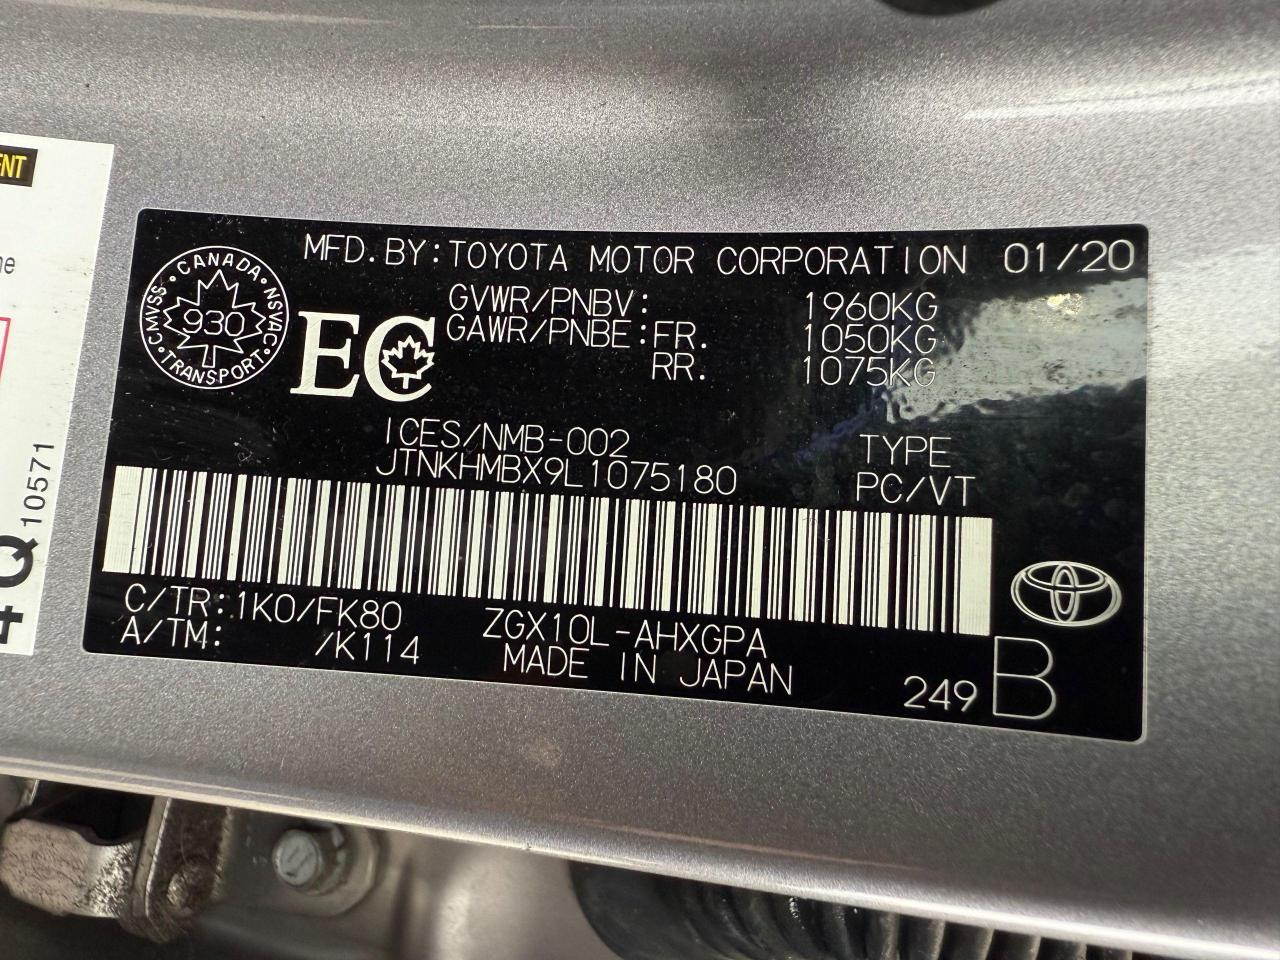 ENT
ne
Q 10571
MFD. BY: TOYOTA MOTOR CORPORATION 01/20
CANADA · NSVAC · TRANSPORT · CMVSS ·
930
EC
GVWR/PNBV: 1960KG
GAWR/PNBE: FR. 1050KG
RR. 1075KG
ICES/NMB-002
JTNKHMBX9L1075180
TYPE
PC/VT
C/TR: 1K0/FK80
A/TM: /K114
ZGX10L-AHXGPA
MADE IN JAPAN
249 B